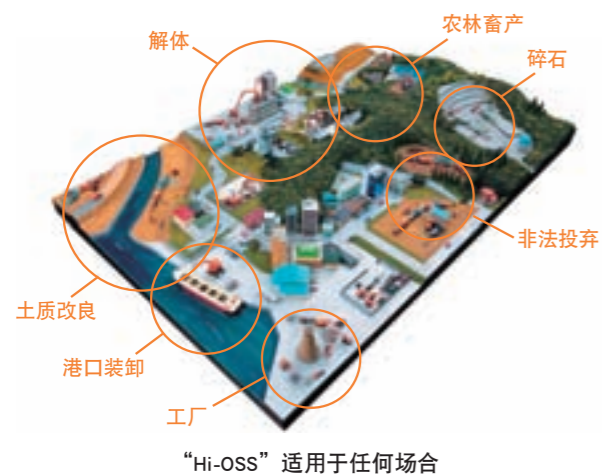 农林畜产
解体
碎石
非法投弃
土质改良
港口装卸
工厂
“Hi-OSS”适用于任何场合